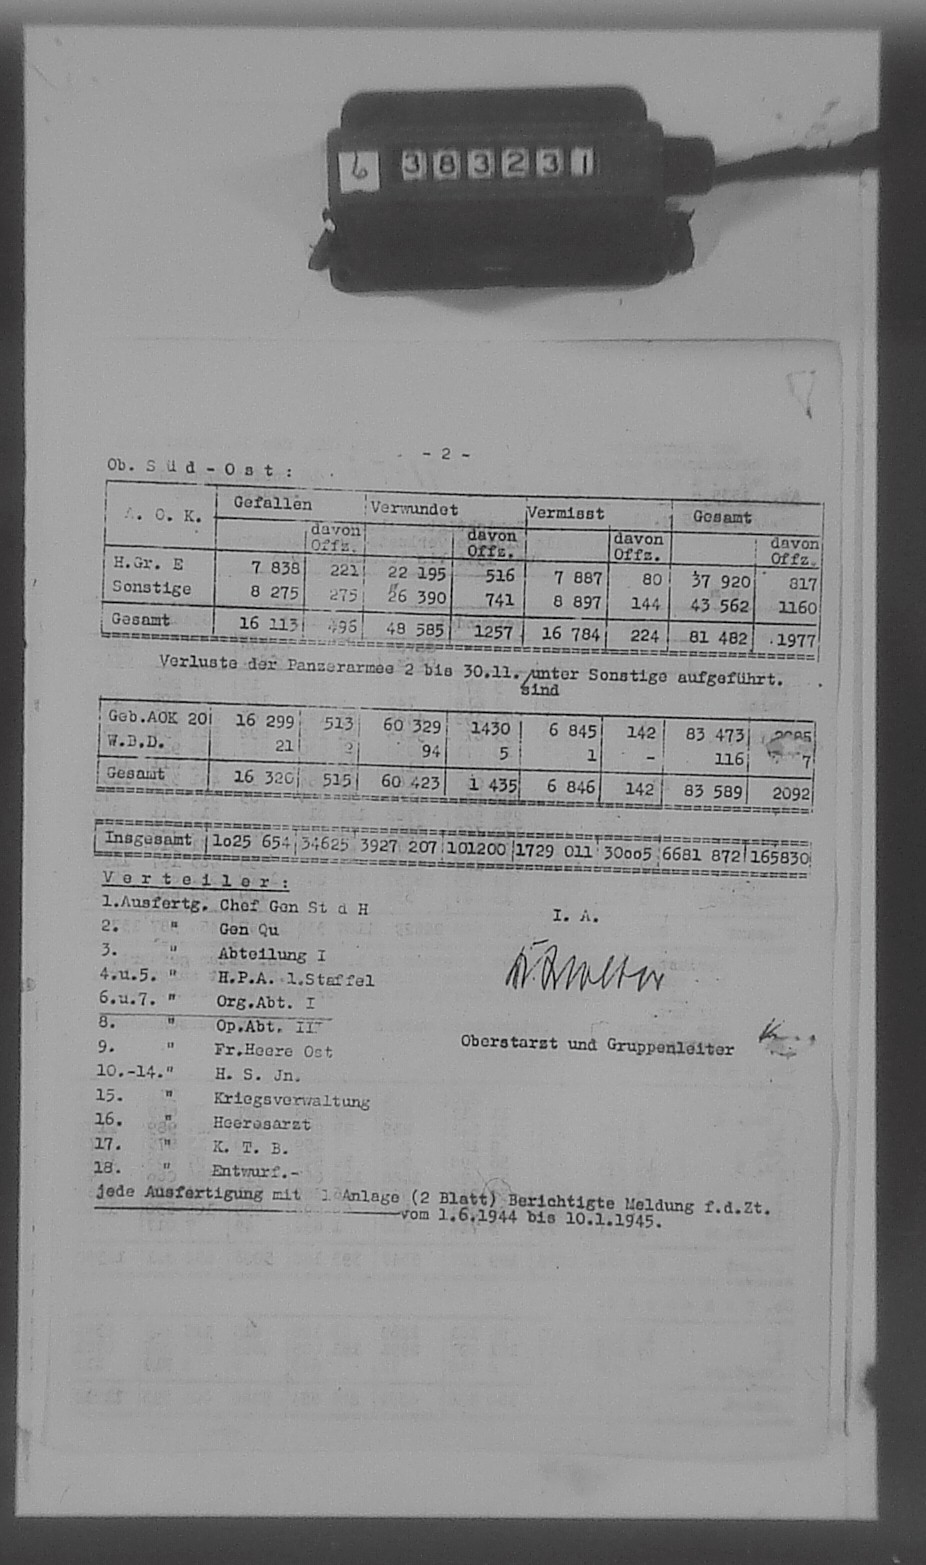 6 383231
- 2 -
Ob. S ü d - O s t :
A. O. K. Gefallen Verwundet Vermisst Gesamt
davon Offz. davon Offz. davon Offz. davon Offz.
H.Gr. E 7 838 221 22 195 516 7 887 80 37 920 817
Sonstige 8 275 275 26 390 741 8 897 144 43 562 1160
Gesamt 16 113 496 48 585 1257 16 784 224 81 482 1977
Verluste der Panzerarmee 2 bis 30.11./unter Sonstige aufgeführt.
sind
Geb.AOK 20 16 299 513 60 329 1430 6 845 142 83 473 2085
W.B.D. 21 2 94 5 1 - 116 7
Gesamt 16 320 515 60 423 1 435 6 846 142 83 589 2092
Insgesamt 1o25 654 34625 3927 207 101200 1729 011 30oo5 6681 872 165830
V e r t e i l e r :
1.Ausfertg. Chef Gen St d H
I. A.
2. " Gen Qu
3. " Abteilung I
4.u.5. " H.P.A. 1.Staffel
6.u.7. " Org.Abt. I
8. " Op.Abt. II
Oberstarzt und Gruppenleiter
9. " Fr.Heere Ost
10.-14." H. S. Jn.
15. " Kriegsverwaltung
16. " Heeresarzt
17. " K. T. B.
18. " Entwurf.-
jede Ausfertigung mit 1 Anlage (2 Blatt) Berichtigte Meldung f.d.Zt.
vom 1.6.1944 bis 10.1.1945.